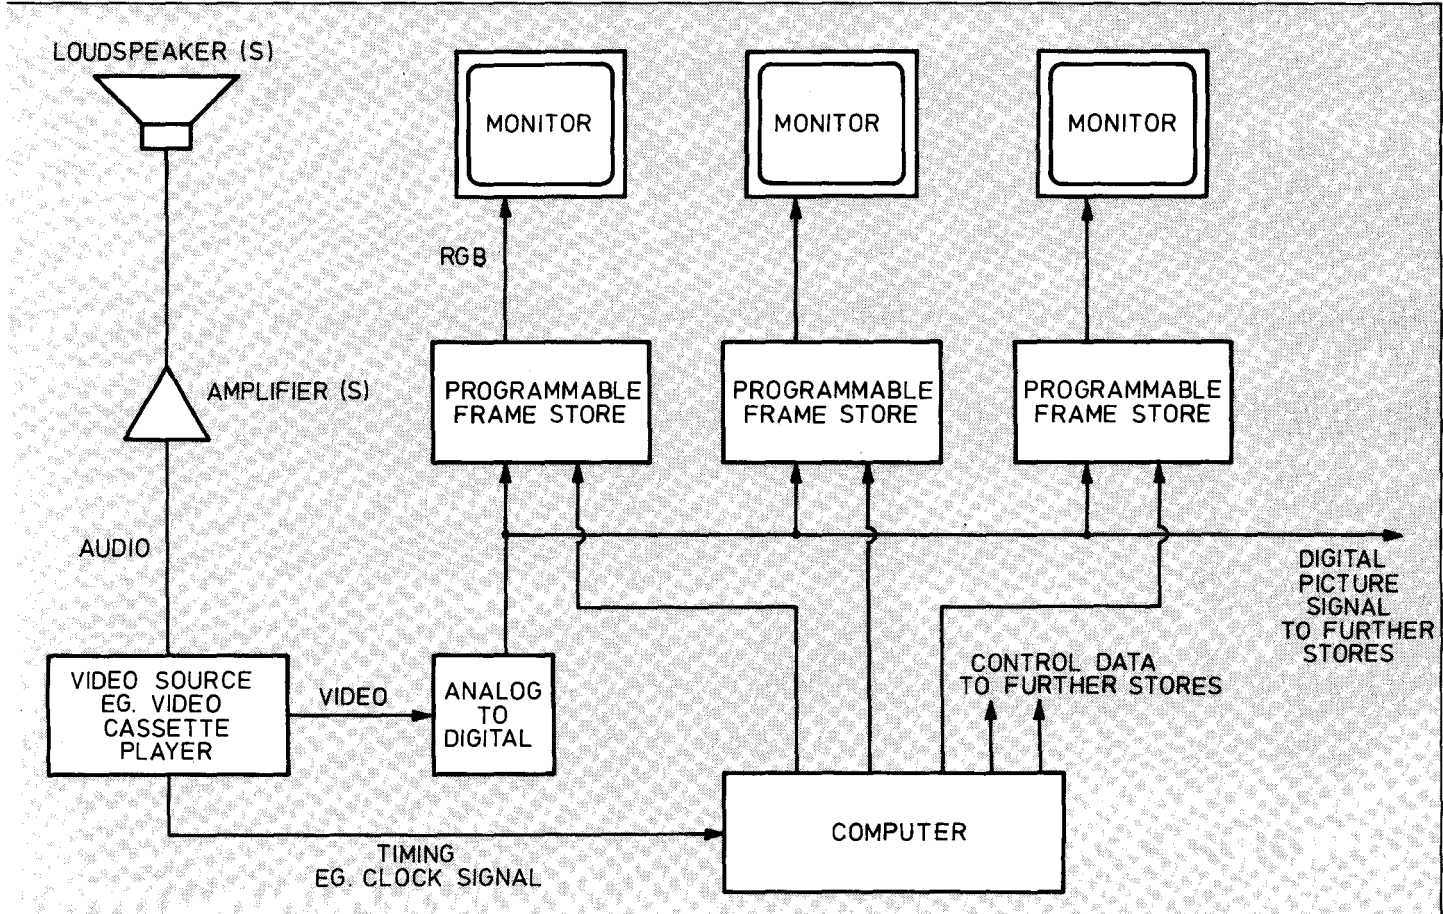 LOUDSPEAKER (S)
MONITOR
MONITOR
MONITOR
RGB
AMPLIFIER (S)
PROGRAMMABLE
FRAME STORE
PROGRAMMABLE
FRAME STORE
PROGRAMMABLE
FRAME STORE
AUDIO
DIGITAL
PICTURE
SIGNAL
TO FURTHER
STORES
VIDEO SOURCE
EG. VIDEO
CASSETTE
PLAYER
VIDEO
ANALOG
TO
DIGITAL
CONTROL DATA
TO FURTHER STORES
COMPUTER
TIMING
EG. CLOCK SIGNAL